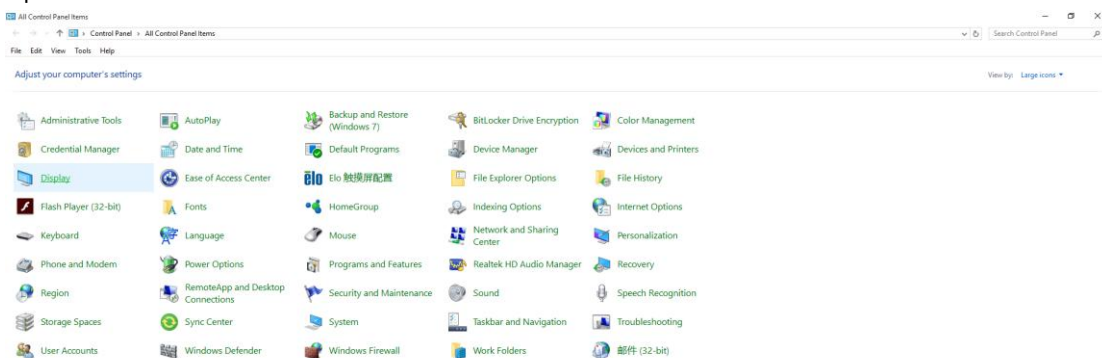 All Control Panel Items
Control Panel › All Control Panel Items
Search Control Panel
File Edit View Tools Help
Adjust your computer's settings
View by: Large icons
Administrative Tools
AutoPlay
Backup and Restore
(Windows 7)
BitLocker Drive Encryption
Color Management
Credential Manager
Date and Time
Default Programs
Device Manager
Devices and Printers
Display
Ease of Access Center
elo
Elo 触摸屏配置
File Explorer Options
File History
Flash Player (32-bit)
Fonts
HomeGroup
Indexing Options
Internet Options
Keyboard
Language
Mouse
Network and Sharing
Center
Personalization
Phone and Modem
Power Options
Programs and Features
Realtek HD Audio Manager
Recovery
Region
RemoteApp and Desktop
Connections
Security and Maintenance
Sound
Speech Recognition
Storage Spaces
Sync Center
System
Taskbar and Navigation
Troubleshooting
User Accounts
Windows Defender
Windows Firewall
Work Folders
邮件 (32-bit)